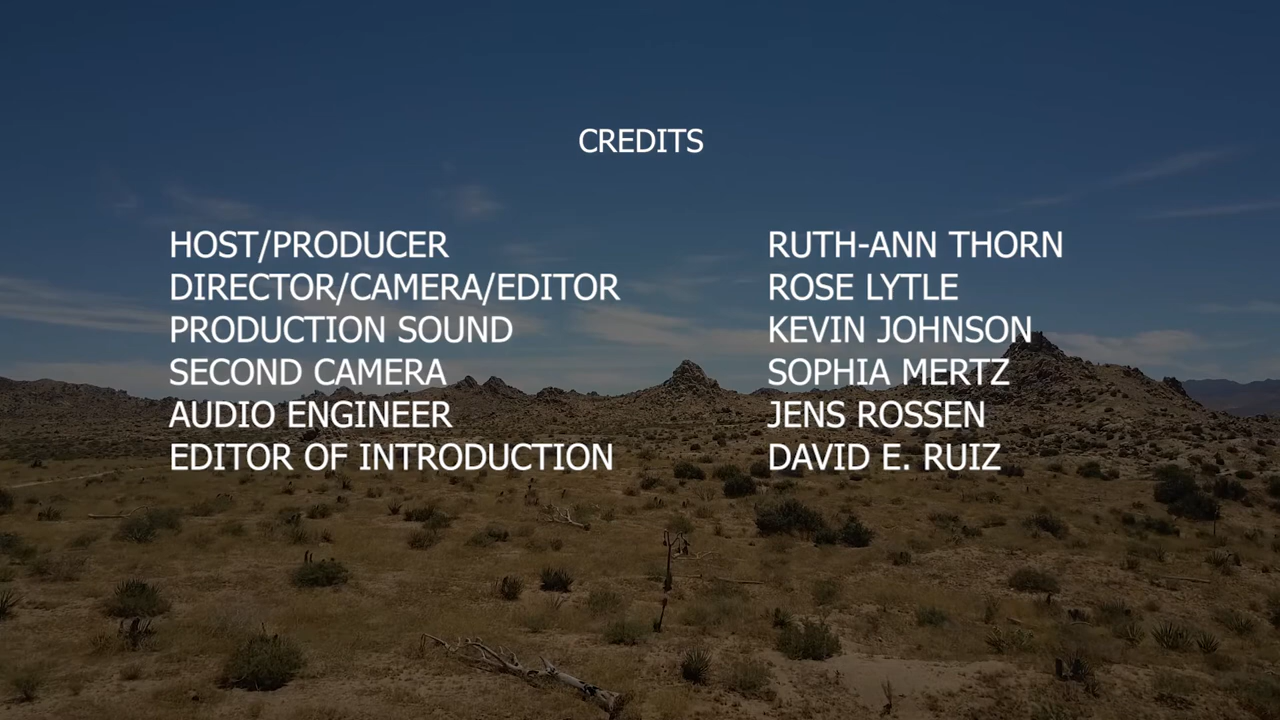 CREDITS
HOST/PRODUCER RUTH-ANN THORN
DIRECTOR/CAMERA/EDITOR ROSE LYTLE
PRODUCTION SOUND KEVIN JOHNSON
SECOND CAMERA SOPHIA MERTZ
AUDIO ENGINEER JENS ROSSEN
EDITOR OF INTRODUCTION DAVID E. RUIZ